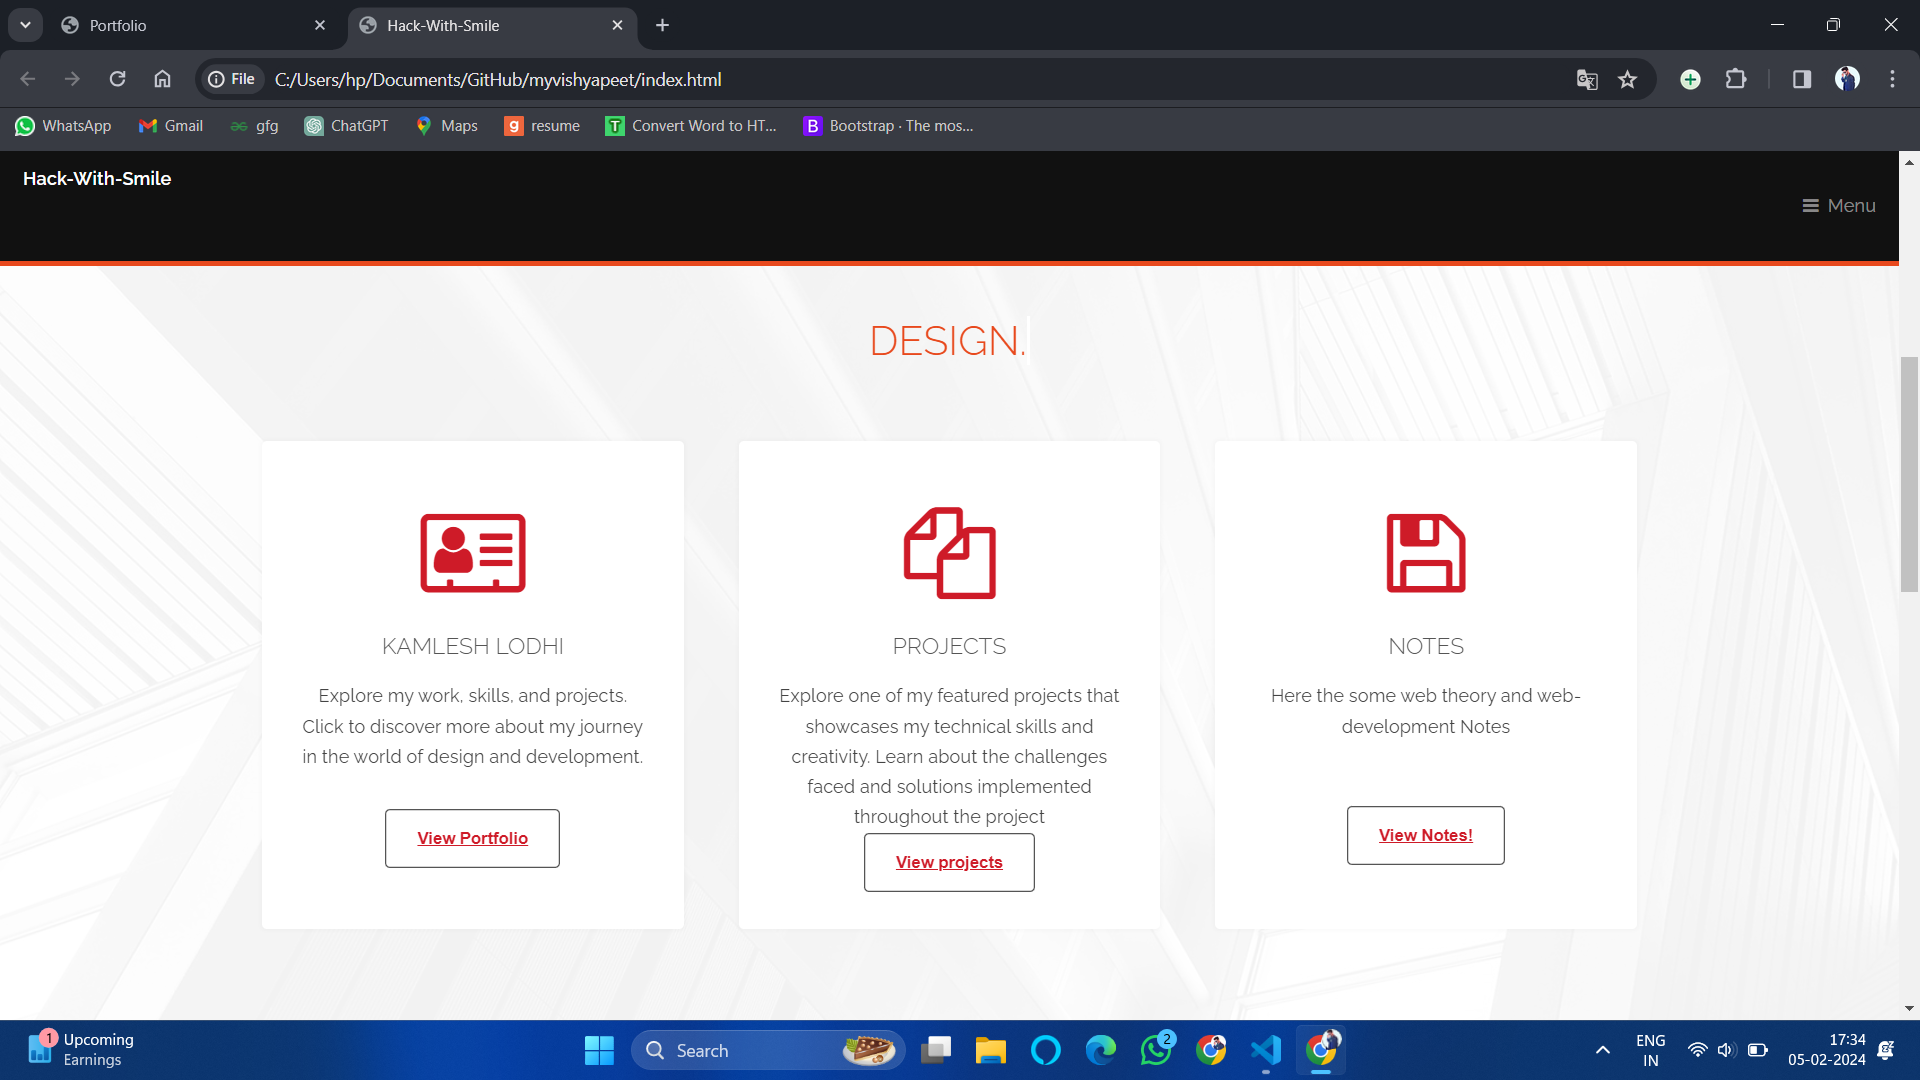 Portfolio
Hack-With-Smile
File
C:/Users/hp/Documents/GitHub/myvishyapeet/index.html
WhatsApp
Gmail
gfg
ChatGPT
Maps
g resume
T Convert Word to HT...
B Bootstrap · The mos...
Hack-With-Smile
Menu
DESIGN.
KAMLESH LODHI
Explore my work, skills, and projects.
Click to discover more about my journey
in the world of design and development.
View Portfolio
PROJECTS
Explore one of my featured projects that
showcases my technical skills and
creativity. Learn about the challenges
faced and solutions implemented
throughout the project
View projects
NOTES
Here the some web theory and web-
development Notes
View Notes!
1
Upcoming
Earnings
Search
2
ENG
IN
17:34
05-02-2024